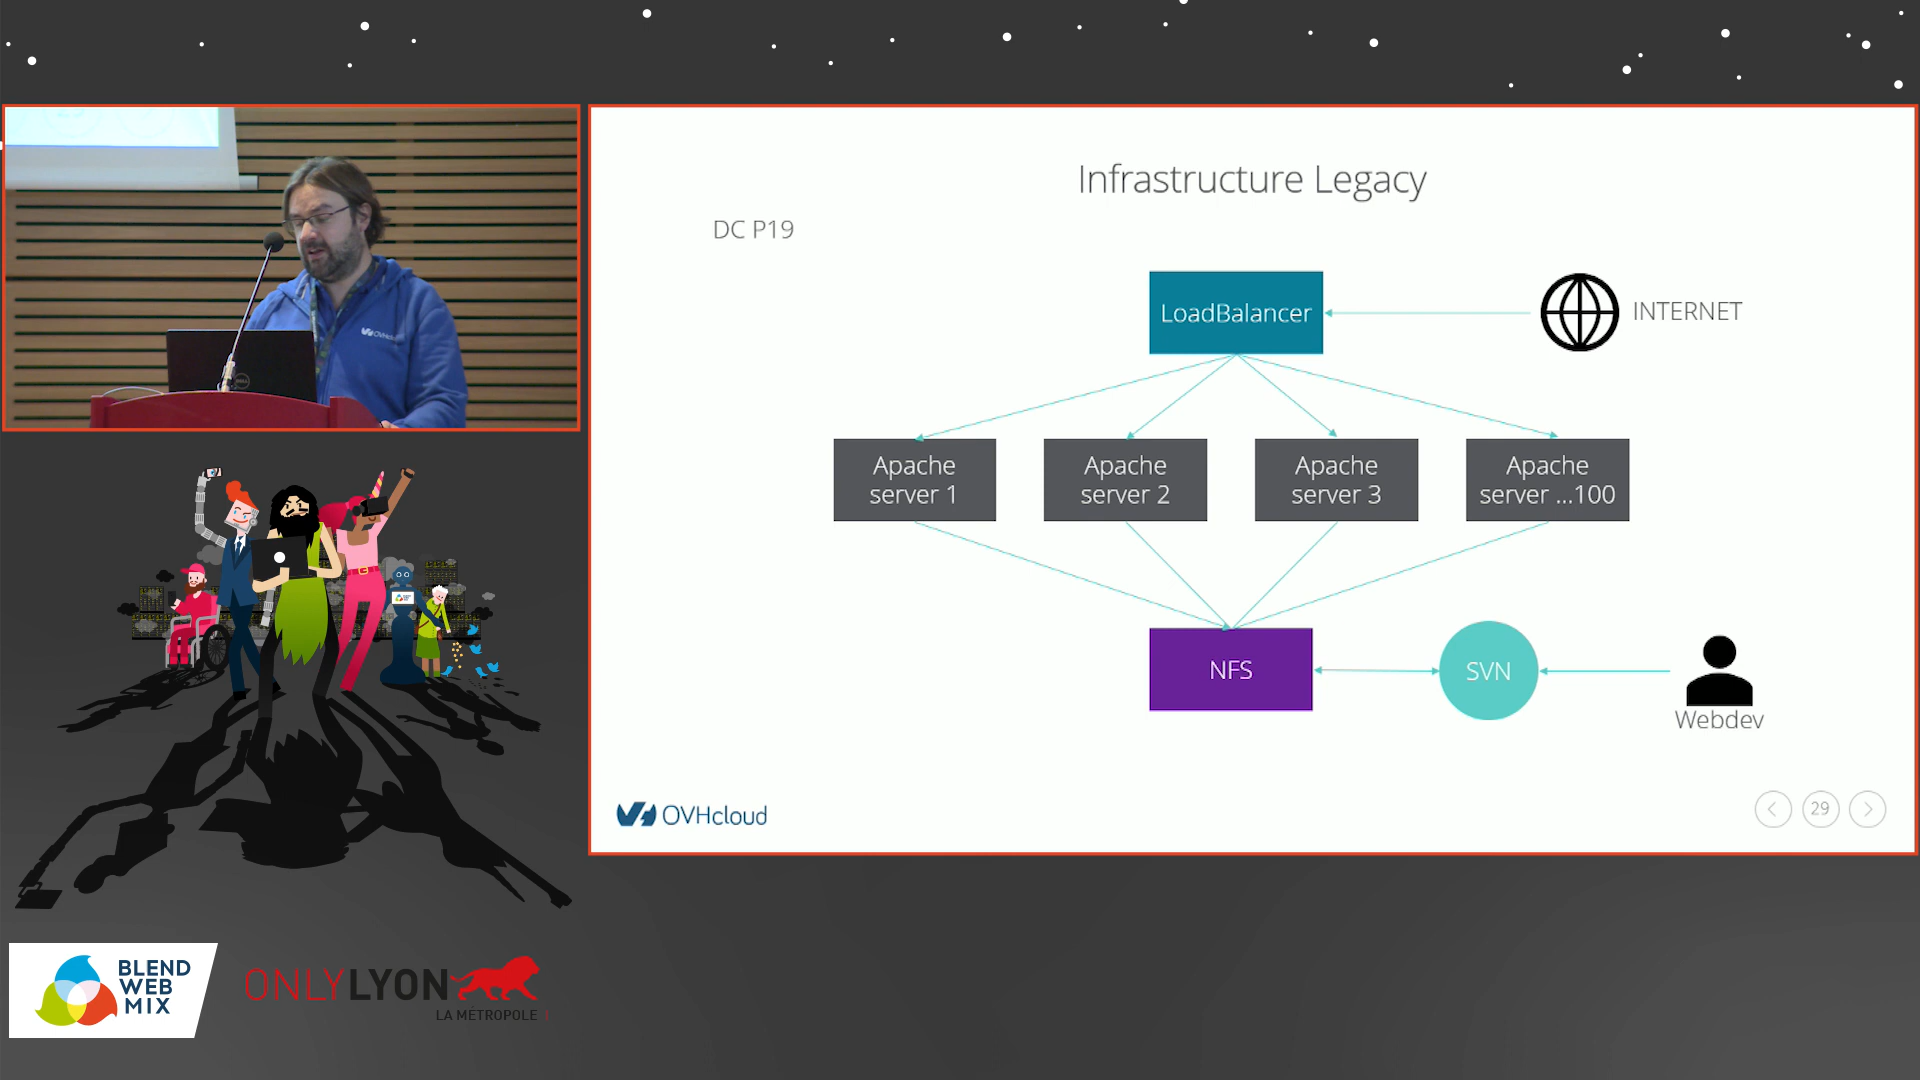 Infrastructure Legacy
DC P19
LoadBalancer
INTERNET
Apache
server 1
Apache
server 2
Apache
server 3
Apache
server ...100
NFS
SVN
Webdev
OVHcloud
29
BLEND
WEB
MIX
ONLYLYON
LA MÉTROPOLE